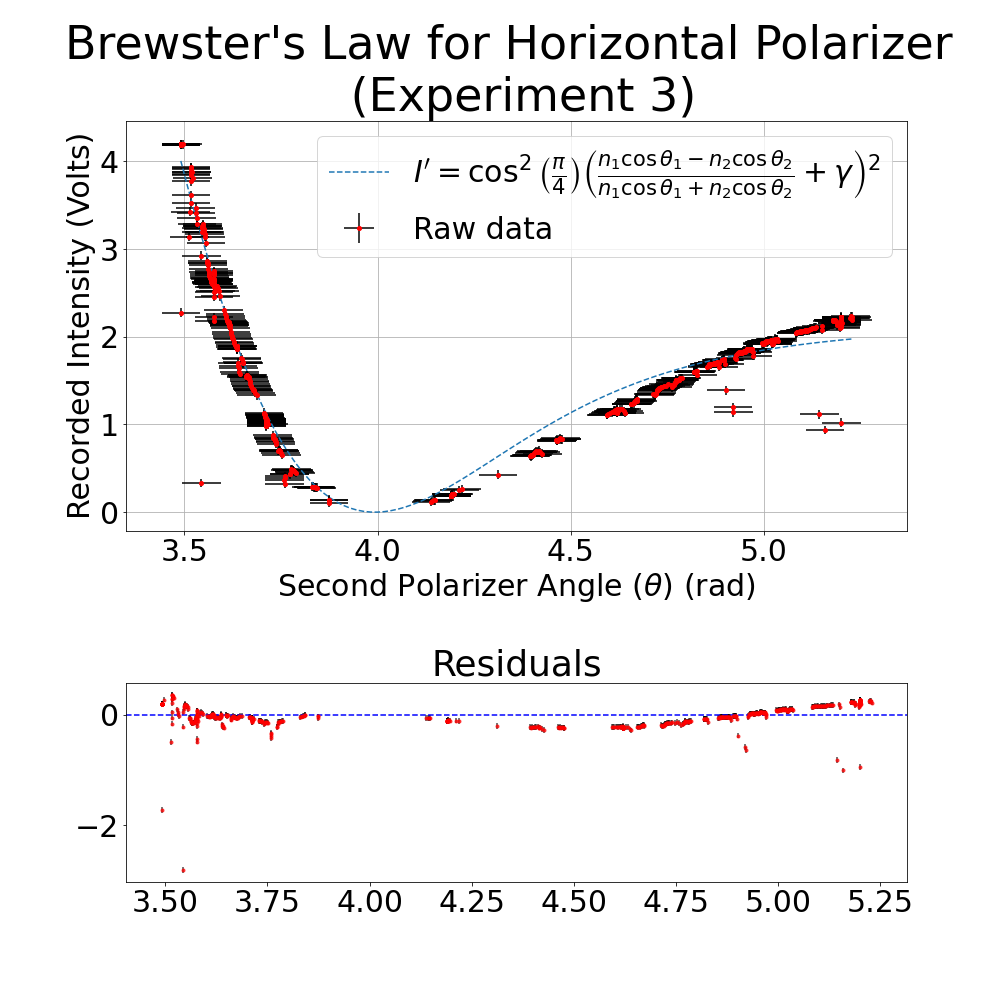 Brewster's Law for Horizontal Polarizer
(Experiment 3)
Recorded Intensity (Volts)
4
3
2
1
0
I′ = cos² (π/4) ((n₁cos θ₁ − n₂cos θ₂)/(n₁cos θ₁ + n₂cos θ₂) + γ)²
Raw data
3.5 4.0 4.5 5.0
Second Polarizer Angle (θ) (rad)
Residuals
0
−2
3.50 3.75 4.00 4.25 4.50 4.75 5.00 5.25